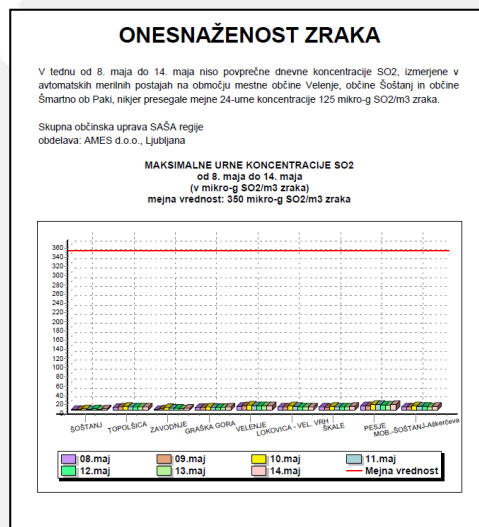 ONESNAŽENOST ZRAKA
V tednu od 8. maja do 14. maja niso povprečne dnevne koncentracije SO2, izmerjene v
avtomatskih merilnih postajah na območju mestne občine Velenje, občine Šoštanj in občine
Šmartno ob Paki, nikjer presegale mejne 24-urne koncentracije 125 mikro-g SO2/m3 zraka.
Skupna občinska uprava SAŠA regije
obdelava: AMES d.o.o., Ljubljana
MAKSIMALNE URNE KONCENTRACIJE SO2
od 8. maja do 14. maja
(v mikro-g SO2/m3 zraka)
mejna vrednost: 350 mikro-g SO2/m3 zraka
360
340
320
300
280
260
240
220
200
180
160
140
120
100
80
60
40
20
0
ŠOŠTANJ TOPOLŠICA ZAVODNJE GRAŠKA GORA VELENJE LOKOVICA - VEL. VRH ŠKALE PESJE MOB.-ŠOŠTANJ-Aškerčeva
08.maj 09.maj 10.maj 11.maj
12.maj 13.maj 14.maj Mejna vrednost